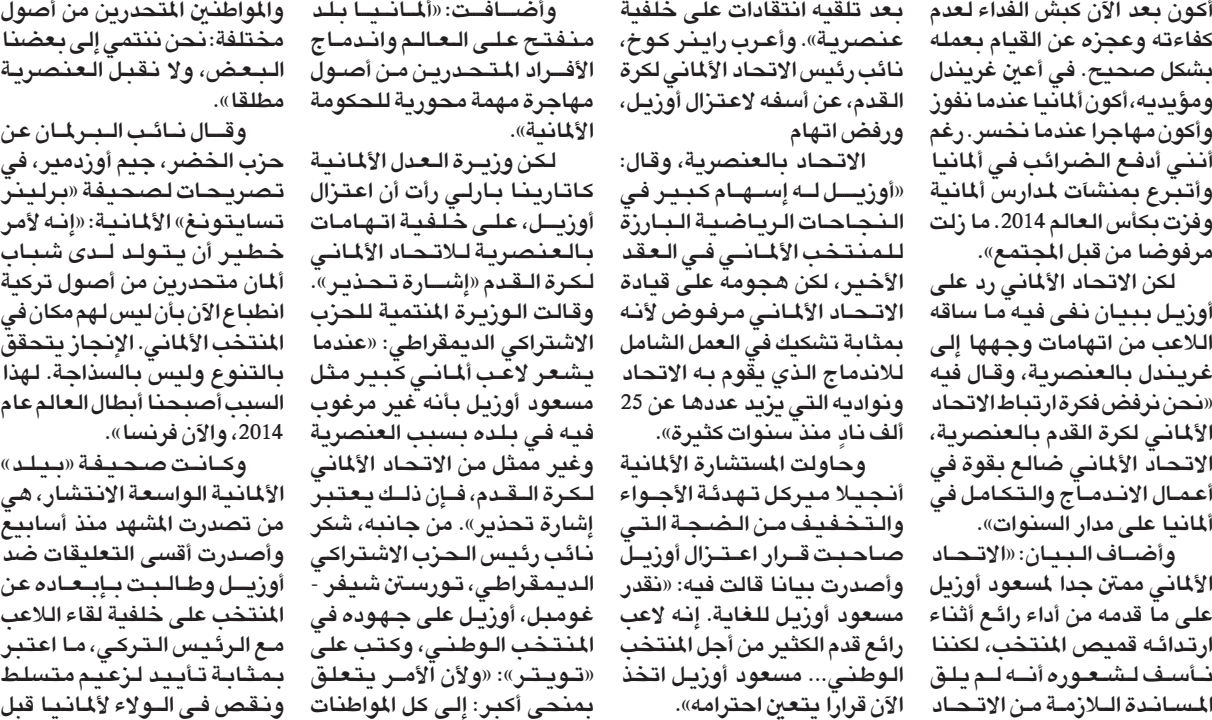 أكون بعد الآن كبش الفداء لعدم
كفاءته وعجزه عن القيام بعمله
بشكل صحيح. في أعين غريندل
ومؤيديه، أكون ألمانيا عندما نفوز
وأكون مهاجرا عندما نخسر. رغم
أنني أدفع الضرائب في ألمانيا
وأتبرع بمنشآت لمدارس ألمانية
وفزت بكأس العالم 2014. ما زلت
مرفوضا من قبل المجتمع».
لكن الاتحاد الألماني رد على
أوزيل ببيان نفى فيه ما ساقه
اللاعب من اتهامات وجهها إلى
غريندل بالعنصرية، وقال فيه
«نحن نرفض فكرة ارتباط الاتحاد
الألماني لكرة القدم بالعنصرية،
الاتحاد الألماني ضالع بقوة في
أعمال الاندماج والتكامل في
ألمانيا على مدار السنوات».
وأضاف البيان: «الاتحاد
الألماني ممتن جدا لمسعود أوزيل
على ما قدمه من أداء رائع أثناء
ارتدائه قميص المنتخب، لكننا
نأسف لشعوره أنه لم يلق
المساندة اللازمة من الاتحاد
بعد تلقيه انتقادات على خلفية
عنصرية». وأعرب راينر كوخ،
نائب رئيس الاتحاد الألماني لكرة
القدم، عن أسفه لاعتزال أوزيل،
ورفض اتهام
الاتحاد بالعنصرية، وقال:
«أوزيل له إسهام كبير في
النجاحات الرياضية البارزة
للمنتخب الألماني في العقد
الأخير، لكن هجومه على قيادة
الاتحاد الألماني مرفوض لأنه
بمثابة تشكيك في العمل الشامل
للاندماج الذي يقوم به الاتحاد
ونواديه التي يزيد عددها عن 25
ألف نادٍ منذ سنوات كثيرة».
وحاولت المستشارة الألمانية
أنجيلا ميركل تهدئة الأجواء
والتخفيف من الضجة التي
صاحبت قرار اعتزال أوزيل
وأصدرت بيانا قالت فيه: «نقدر
مسعود أوزيل للغاية. إنه لاعب
رائع قدم الكثير من أجل المنتخب
الوطني... مسعود أوزيل اتخذ
الآن قرارا يتعين احترامه».
وأضافت: «ألمانيا بلد
منفتح على العالم واندماج
الأفراد المتحدرين من أصول
مهاجرة مهمة محورية للحكومة
الألمانية».
لكن وزيرة العدل الألمانية
كاتارينا بارلي رأت أن اعتزال
أوزيل، على خلفية اتهامات
بالعنصرية للاتحاد الألماني
لكرة القدم «إشارة تحذير».
وقالت الوزيرة المنتمية للحزب
الاشتراكي الديمقراطي: «عندما
يشعر لاعب ألماني كبير مثل
مسعود أوزيل بأنه غير مرغوب
فيه في بلده بسبب العنصرية
وغير ممثل من الاتحاد الألماني
لكرة القدم، فإن ذلك يعتبر
إشارة تحذير». من جانبه، شكر
نائب رئيس الحزب الاشتراكي
الديمقراطي، تورستن شيفر -
غومبل، أوزيل على جهوده في
المنتخب الوطني، وكتب على
«تويتر»: «ولأن الأمر يتعلق
بمنحى أكبر: إلى كل المواطنات
والمواطنين المتحدرين من أصول
مختلفة: نحن ننتمي إلى بعضنا
البعض، ولا نقبل العنصرية
مطلقا».
وقال نائب البرلمان عن
حزب الخضر، جيم أوزدمير، في
تصريحات لصحيفة «برلينر
تسايتونغ» الألمانية: «إنه لأمر
خطير أن يتولد لدى شباب
ألمان متحدرين من أصول تركية
انطباع الآن بأن ليس لهم مكان في
المنتخب الألماني. الإنجاز يتحقق
بالتنوع وليس بالسذاجة. لهذا
السبب أصبحنا أبطال العالم عام
2014، والآن فرنسا».
وكانت صحيفة «بيلد»
الألمانية الواسعة الانتشار، هي
من تصدرت المشهد منذ أسابيع
وأصدرت أقسى التعليقات ضد
أوزيل وطالبت بإبعاده عن
المنتخب على خلفية لقاء اللاعب
مع الرئيس التركي، ما اعتبر
بمثابة تأييد لزعيم متسلط
ونقص في الولاء لألمانيا قبل